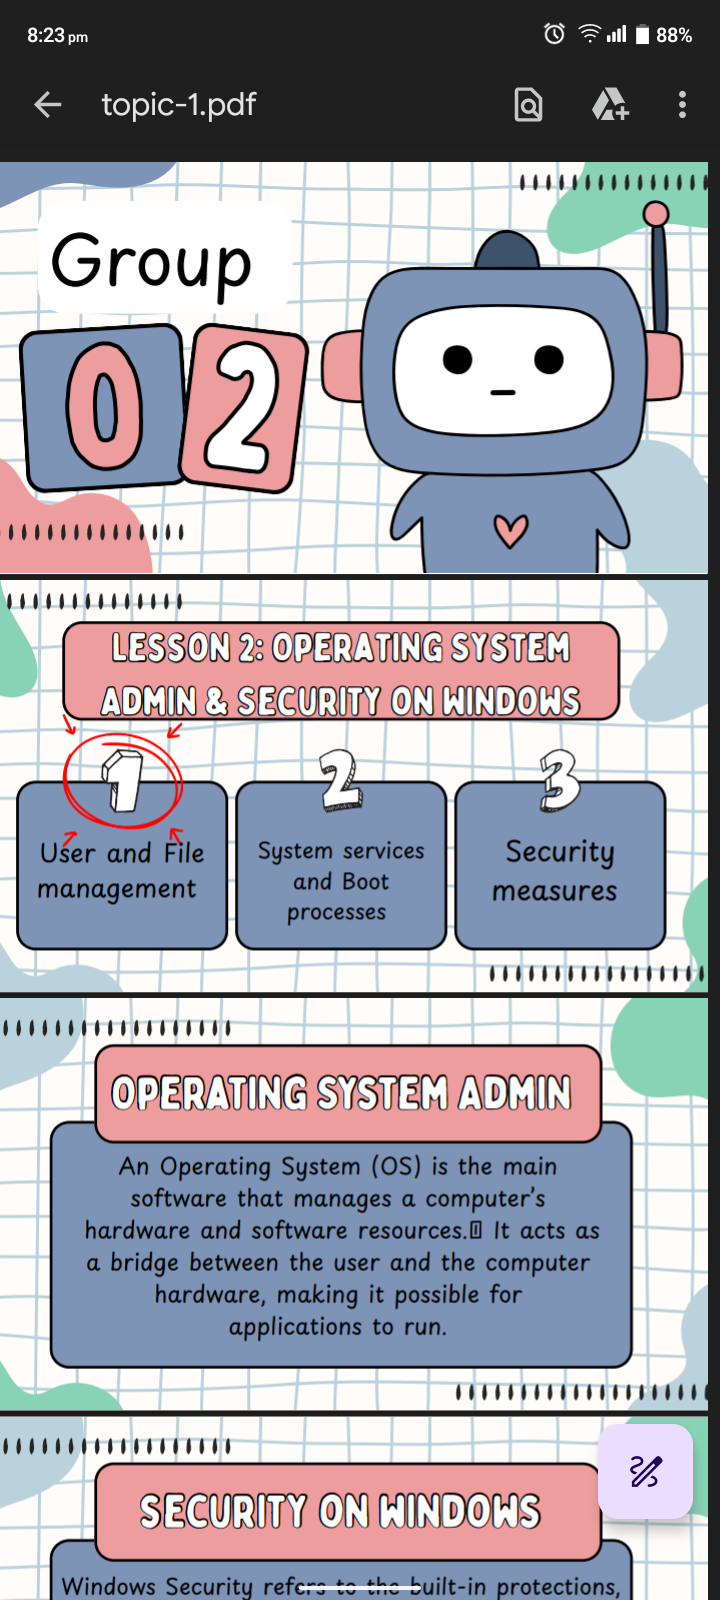 8:23 pm
88%
topic-1.pdf
Group
02
LESSON 2: OPERATING SYSTEM
ADMIN & SECURITY ON WINDOWS
1
User and File
management
2
System services
and Boot
processes
3
Security
measures
OPERATING SYSTEM ADMIN
An Operating System (OS) is the main
software that manages a computer's
hardware and software resources. It acts as
a bridge between the user and the computer
hardware, making it possible for
applications to run.
SECURITY ON WINDOWS
Windows Security refers to the built-in protections,